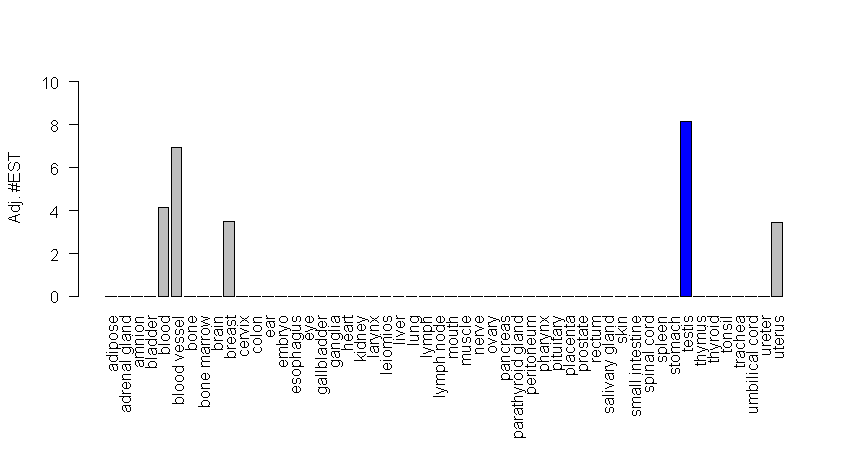 Adj. #EST
10
8
6
4
2
0
adipose
adrenal gland
amnion
bladder
blood
blood vessel
bone
bone marrow
brain
breast
cervix
colon
ear
embryo
esophagus
eye
gallbladder
ganglia
heart
kidney
larynx
leiomios
liver
lung
lymph
lymph node
mouth
muscle
nerve
ovary
pancreas
parathyroid gland
peritoneum
pharynx
pituitary
placenta
prostate
rectum
salivary gland
skin
small intestine
spinal cord
spleen
stomach
testis
thymus
thyroid
tonsil
trachea
umbilical cord
ureter
uterus